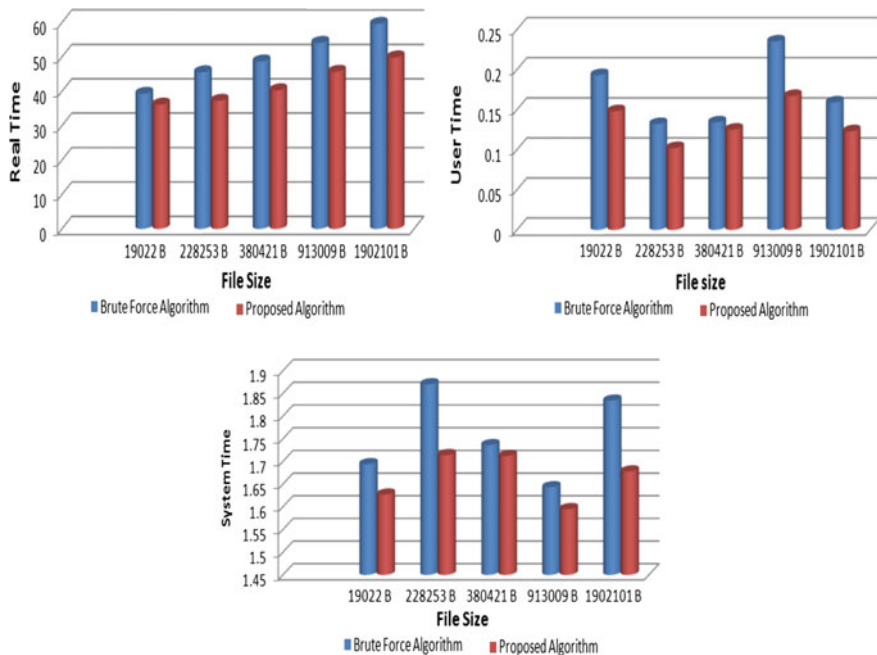 60
50
40
30
20
10
0
Real Time
19022 B 228253 B 380421 B 913009 B 1902101 B
File Size
Brute Force Algorithm Proposed Algorithm
0.25
0.2
0.15
0.1
0.05
0
User Time
19022 B 228253 B 380421 B 913009 B 1902101 B
File size
Brute Force Algorithm Proposed Algorithm
1.9
1.85
1.8
1.75
1.7
1.65
1.6
1.55
1.5
1.45
System Time
19022 B 228253 B 380421 B 913009 B 1902101 B
File Size
Brute Force Algorithm Proposed Algorithm